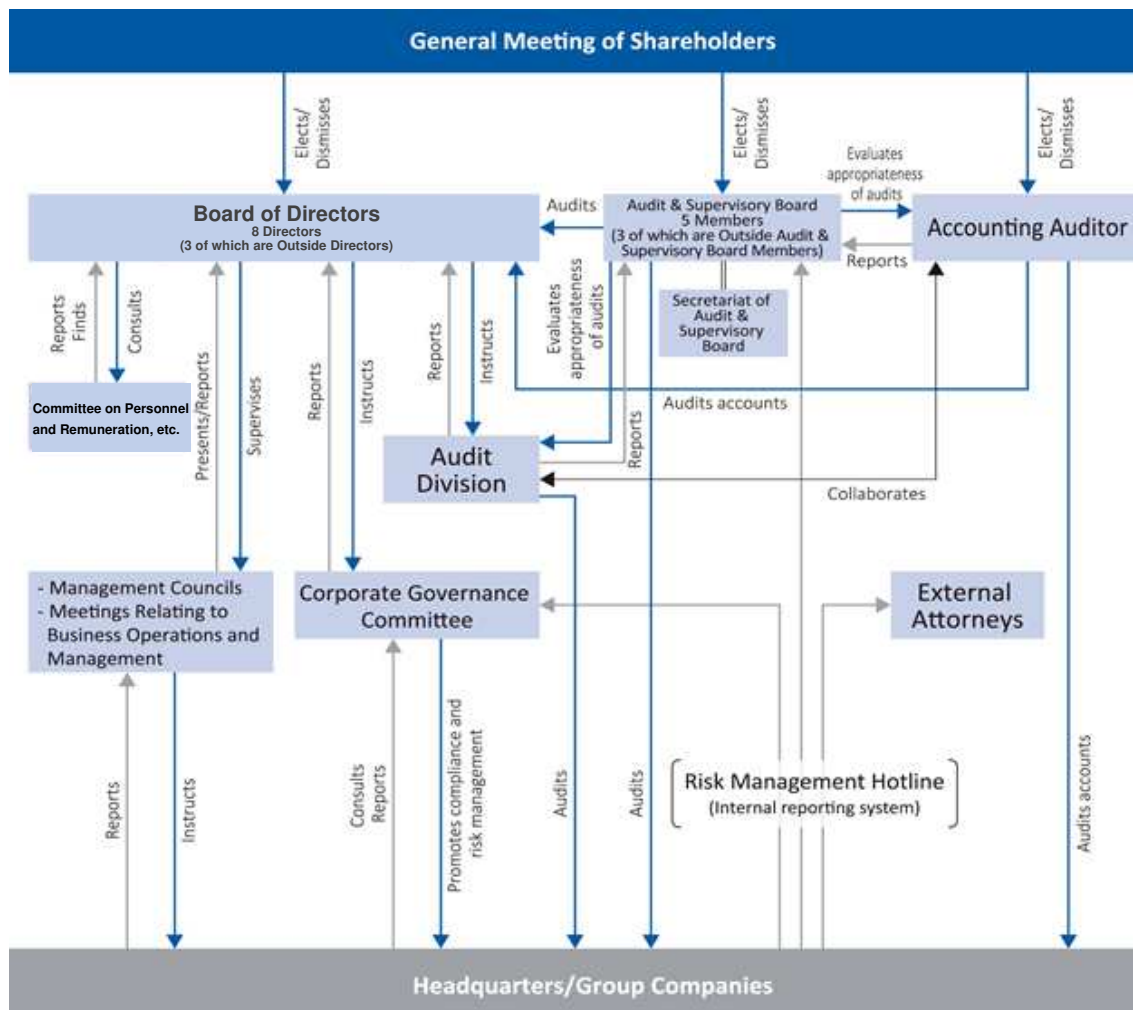 General Meeting of Shareholders
Elects/
Dismisses
Elects/
Dismisses
Elects/
Dismisses
Evaluates
appropriateness
of audits
Board of Directors
8 Directors
(3 of which are Outside Directors)
Audits
Audit & Supervisory Board
5 Members
(3 of which are Outside Audit &
Supervisory Board Members)
Accounting Auditor
Reports
Secretariat of
Audit &
Supervisory
Board
Reports
Finds
Consults
Presents/Reports
Supervises
Reports
Instructs
Reports
Instructs
Evaluates
appropriateness
of audits
Reports
Audits accounts
Committee on Personnel
and Remuneration, etc.
Audit
Division
Collaborates
- Management Councils
- Meetings Relating to
Business Operations and
Management
Corporate Governance
Committee
External
Attorneys
Reports
Instructs
Consults
Reports
Promotes compliance and
risk management
Audits
Audits
Risk Management Hotline
(Internal reporting system)
Audits accounts
Headquarters/Group Companies